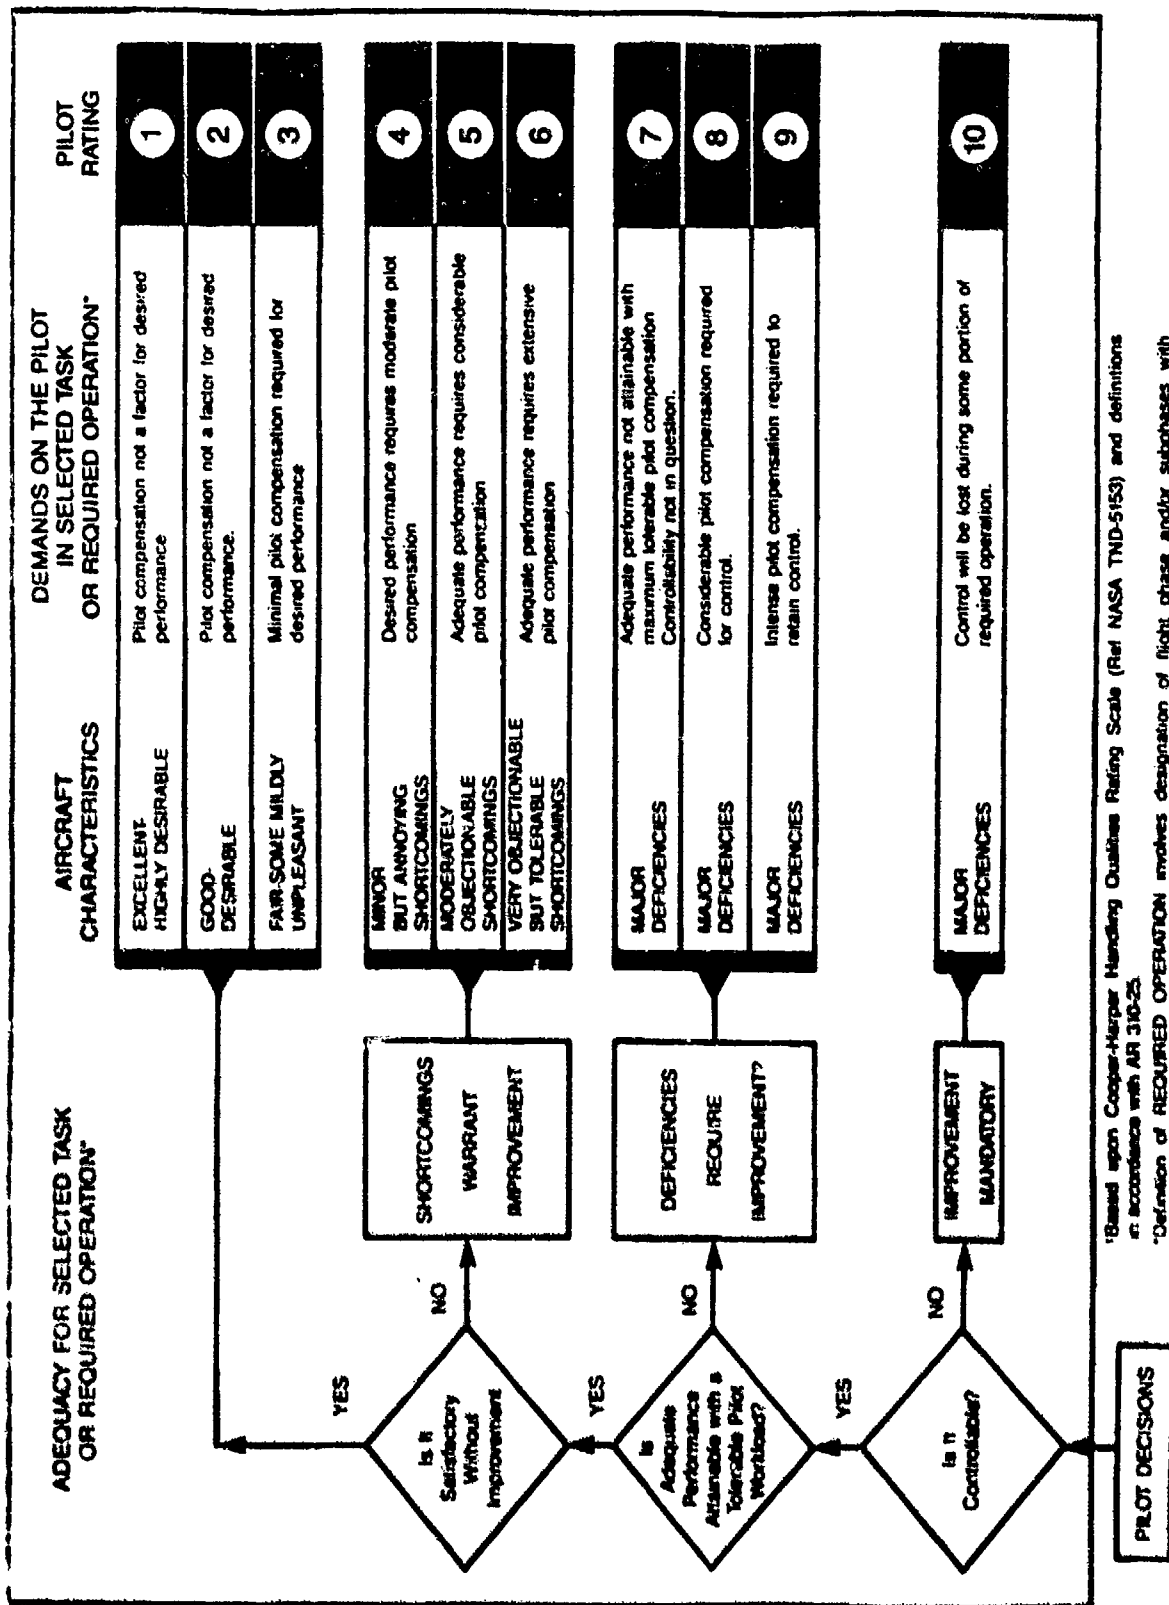 ADEQUACY FOR SELECTED TASK
OR REQUIRED OPERATION*
AIRCRAFT
CHARACTERISTICS
DEMANDS ON THE PILOT
IN SELECTED TASK
OR REQUIRED OPERATION*
PILOT
RATING
EXCELLENT-
HIGHLY DESIRABLE
Pilot compensation not a factor for desired
performance
1
GOOD-
DESIRABLE
Pilot compensation not a factor for desired
performance.
2
FAIR-SOME MILDLY
UNPLEASANT
Minimal pilot compensation required for
desired performance
3
YES
Is It
Satisfactory
Without
Improvement
NO
SHORTCOMINGS
WARRANT
IMPROVEMENT
MINOR
BUT ANNOYING
SHORTCOMINGS
Desired performance requires moderate pilot
compensation
4
MODERATELY
OBJECTIONABLE
SHORTCOMINGS
Adequate performance requires considerable
pilot compensation
5
VERY OBJECTIONABLE
BUT TOLERABLE
SHORTCOMINGS
Adequate performance requires extensive
pilot compensation
6
YES
Is
Adequate
Performance
Attainable with a
Tolerable Pilot
Workload?
NO
DEFICIENCIES
REQUIRE
IMPROVEMENT?
MAJOR
DEFICIENCIES
Adequate performance not attainable with
maximum tolerable pilot compensation
Controllability not in question.
7
MAJOR
DEFICIENCIES
Considerable pilot compensation required
for control.
8
MAJOR
DEFICIENCIES
Intense pilot compensation required to
retain control.
9
YES
Is It
Controllable?
NO
IMPROVEMENT
MANDATORY
MAJOR
DEFICIENCIES
Control will be lost during some portion of
required operation.
10
PILOT DECISIONS
Based upon Cooper-Harper Handling Qualities Rating Scale (Ref NASA TND-5153) and definitions
in accordance with AR 310-25.
Definition of REQUIRED OPERATION involves designation of flight phase and/or subphases with